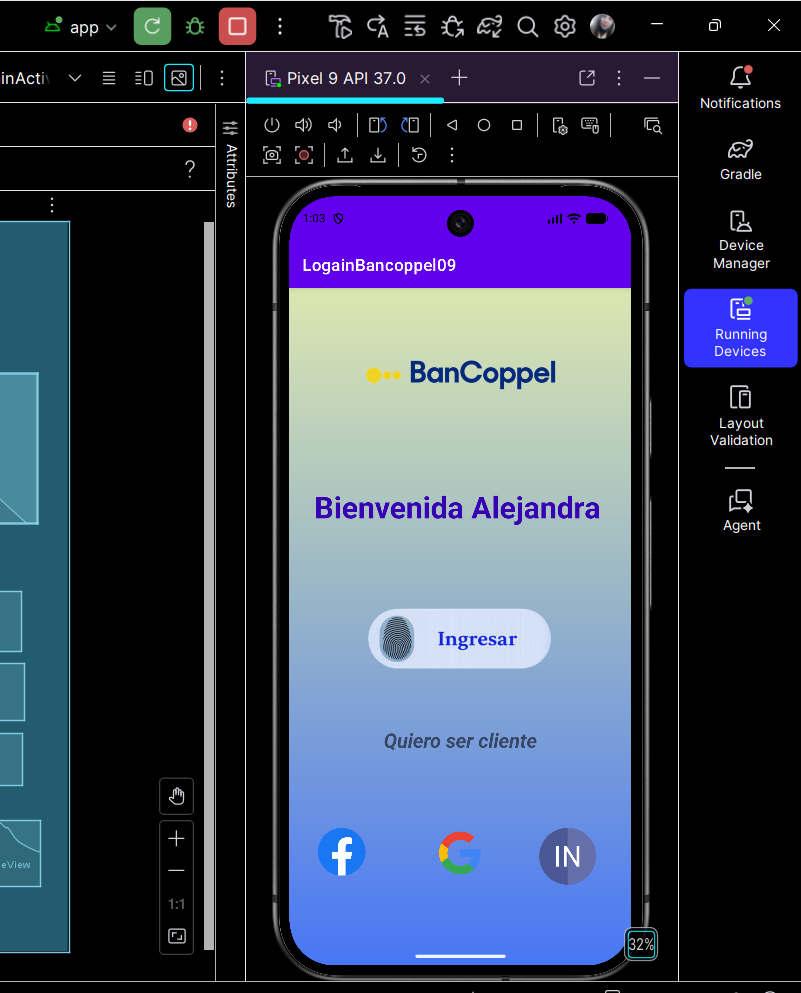 app
inActi
Pixel 9 API 37.0
Notifications
?
Attributes
Gradle
1:03
LogainBancoppel09
Device
Manager
Running
Devices
BanCoppel
Layout
Validation
Bienvenida Alejandra
Agent
Ingresar
Quiero ser cliente
eView
f
G
IN
1:1
32%